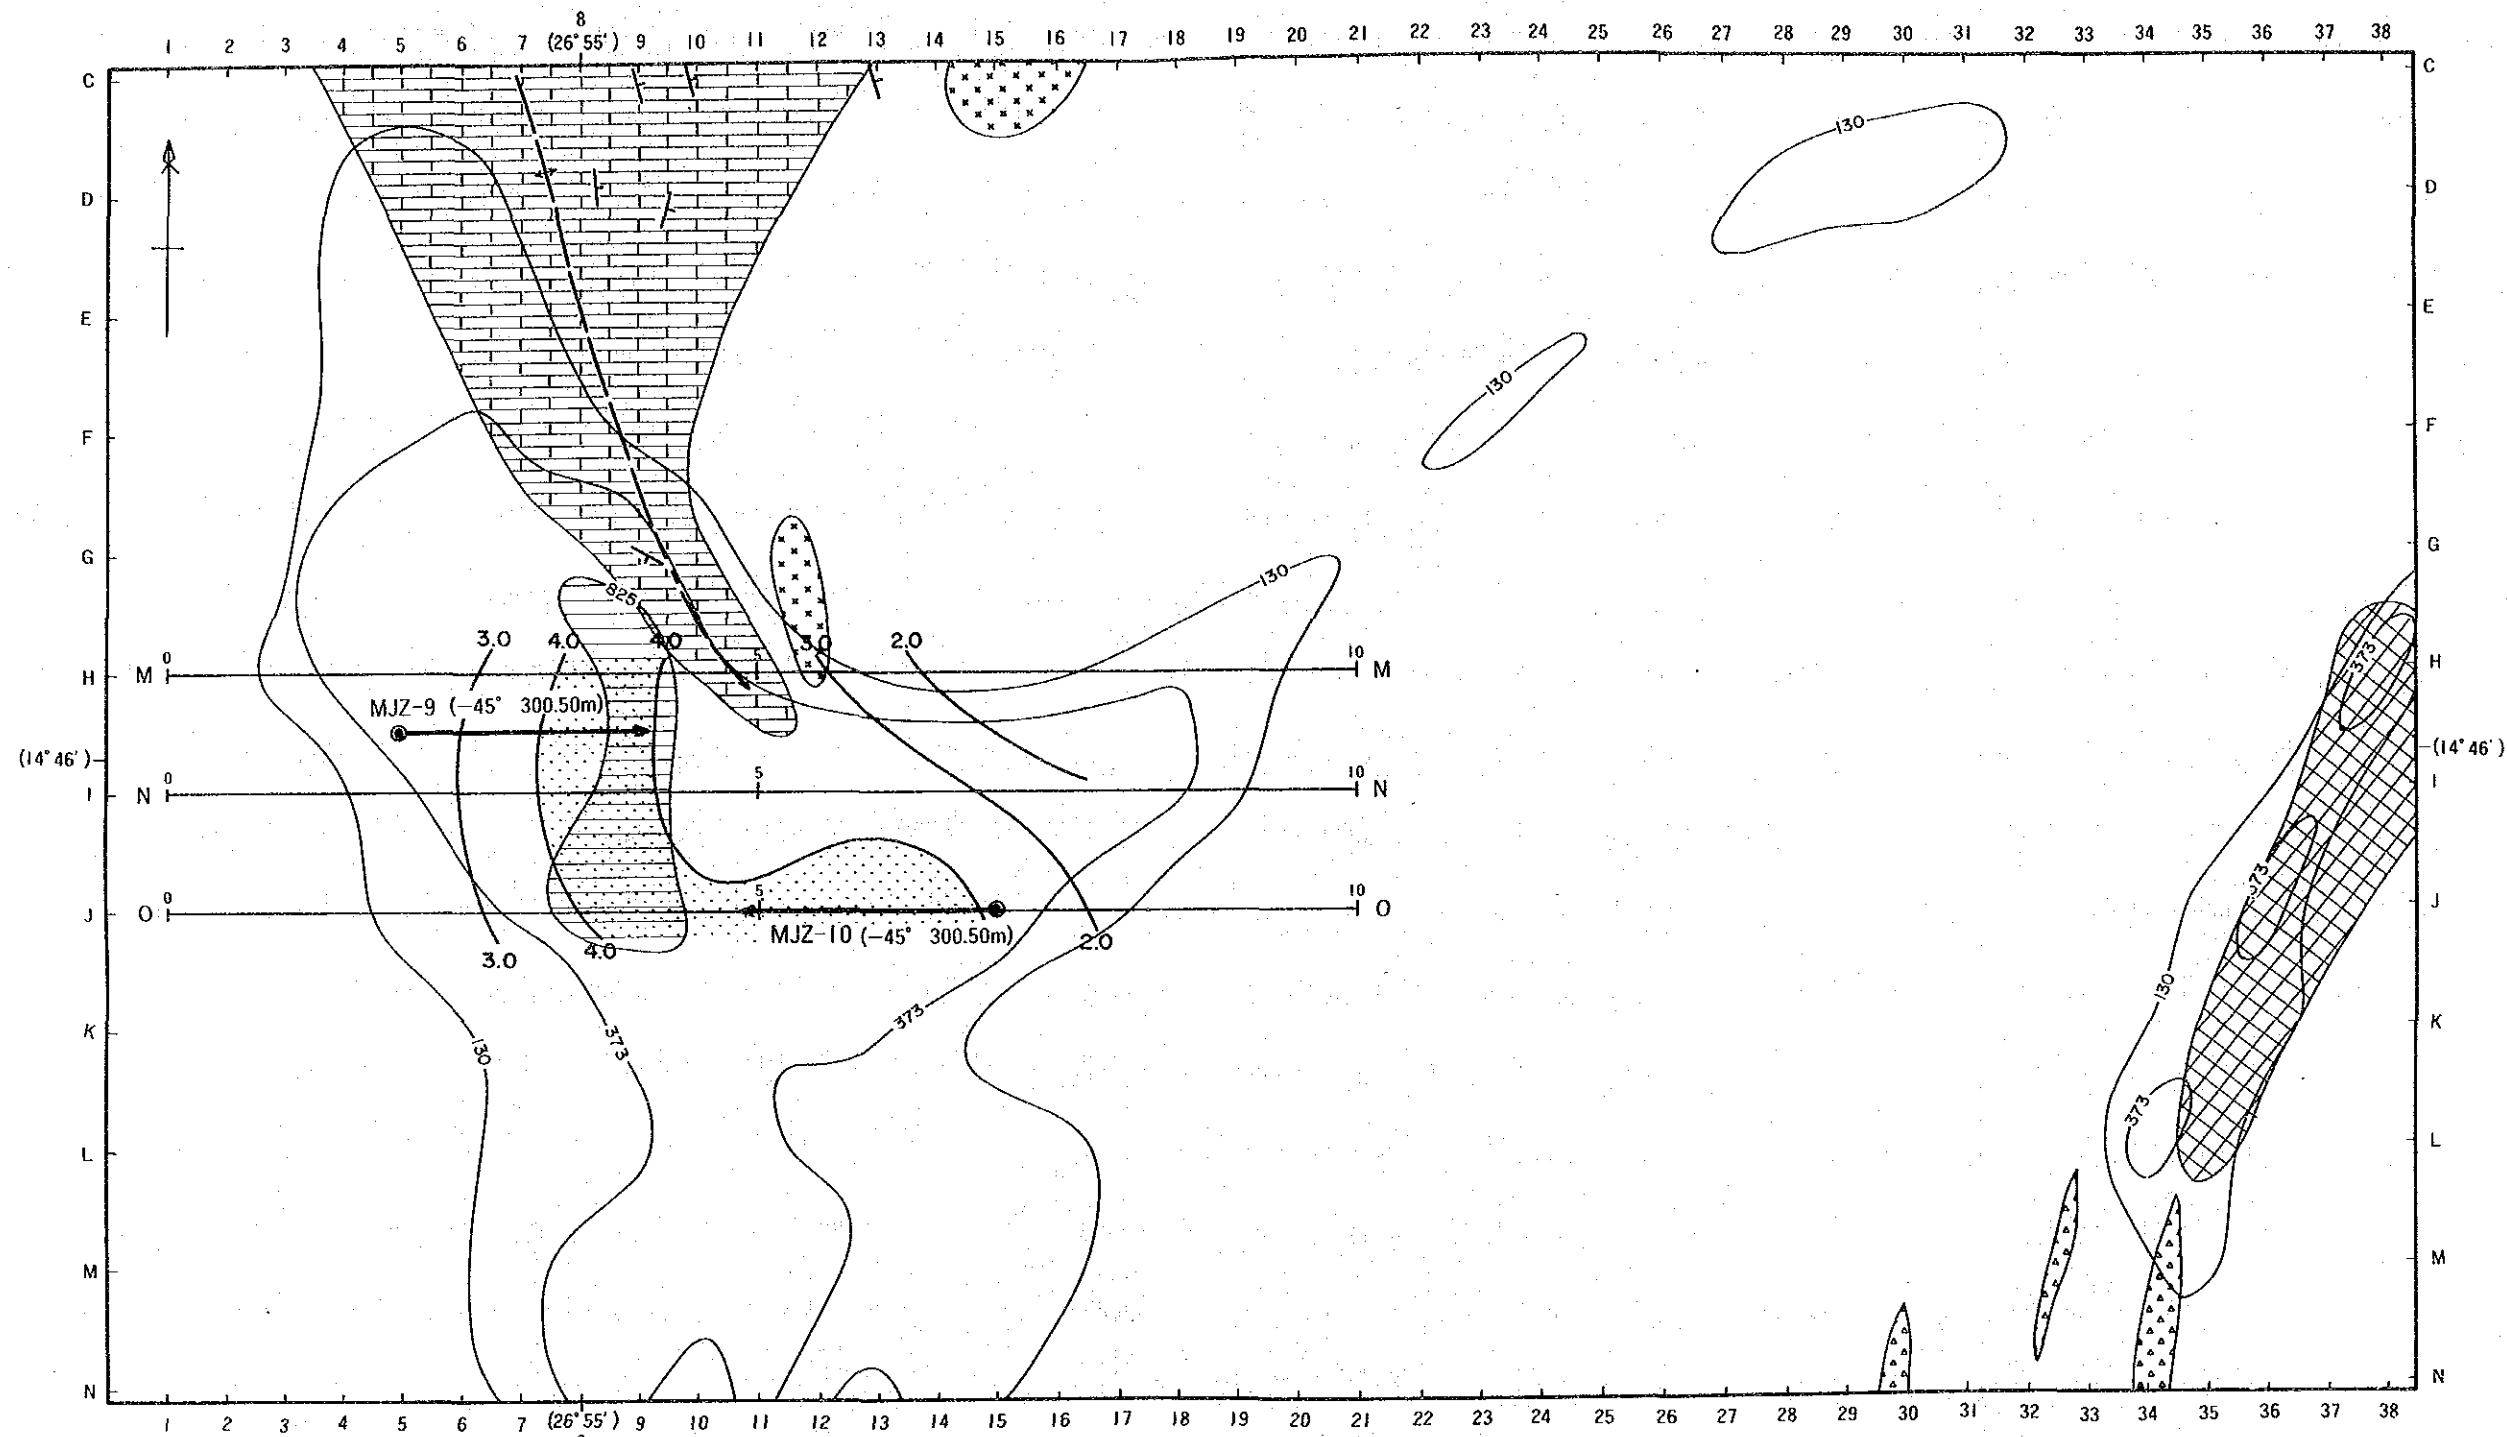 8
1 2 3 4 5 6 7 (26° 55′) 9 10 11 12 13 14 15 16 17 18 19 20 21 22 23 24 25 26 27 28 29 30 31 32 33 34 35 36 37 38
C C
130
D D
E E
130
F F
G G
130
825
3.0 4.0 4.0 3.0 2.0
373
H M 0 5 10 M H
MJZ-9 (-45° 300.50m)
(14° 46′) (14° 46′)
I N 0 5 10 N I
373
J O 0 5 10 O J
MJZ-10 (-45° 300.50m)
3.0 4.0 2.0
130
373
K K
130 373
373
L L
M M
N N
1 2 3 4 5 6 7 (26° 55′) 9 10 11 12 13 14 15 16 17 18 19 20 21 22 23 24 25 26 27 28 29 30 31 32 33 34 35 36 37 38